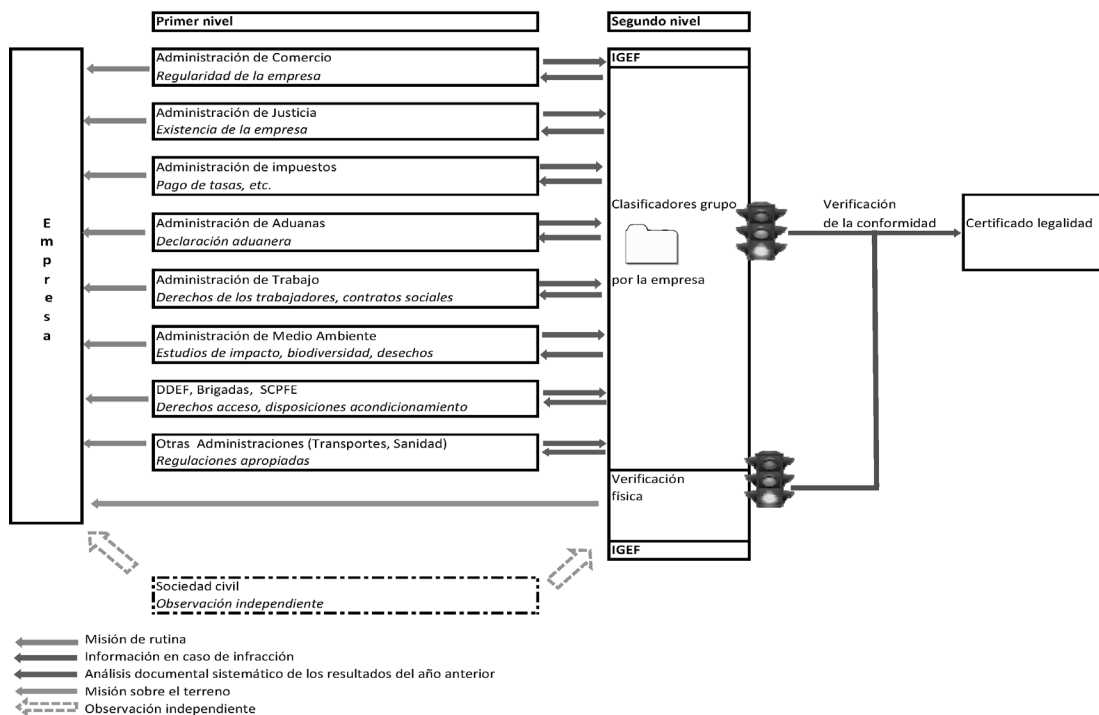 Primer nivel
Segundo nivel
Empresa
Administración de Comercio
Regularidad de la empresa
Administración de Justicia
Existencia de la empresa
Administración de impuestos
Pago de tasas, etc.
Administración de Aduanas
Declaración aduanera
Administración de Trabajo
Derechos de los trabajadores, contratos sociales
Administración de Medio Ambiente
Estudios de impacto, biodiversidad, desechos
DDEF, Brigadas, SCPFE
Derechos acceso, disposiciones acondicionamiento
Otras Administraciones (Transportes, Sanidad)
Regulaciones apropiadas
IGEF
Clasificadores grupo
por la empresa
Verificación
física
IGEF
Verificación
de la conformidad
Certificado legalidad
Sociedad civil
Observación independiente
Misión de rutina
Información en caso de infracción
Análisis documental sistemático de los resultados del año anterior
Misión sobre el terreno
Observación independiente